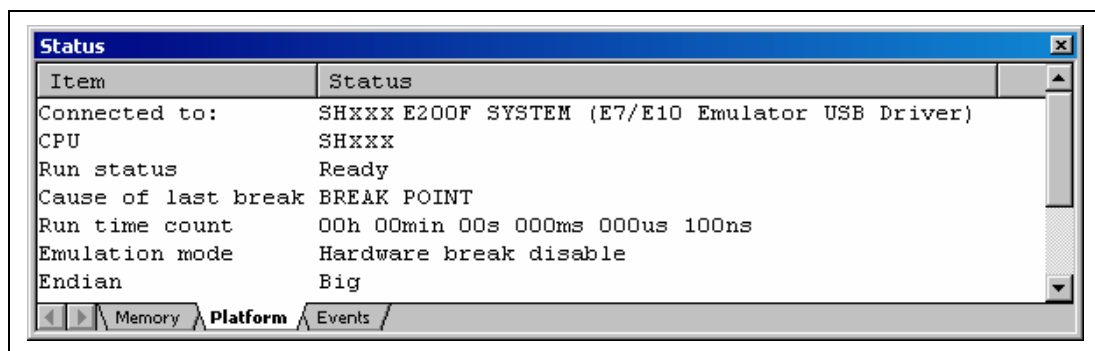 Status
Item Status
Connected to: SHxxx E200F SYSTEM (E7/E10 Emulator USB Driver)
CPU SHxxx
Run status Ready
Cause of last break BREAK POINT
Run time count 00h 00min 00s 000ms 000us 100ns
Emulation mode Hardware break disable
Endian Big
Memory Platform Events